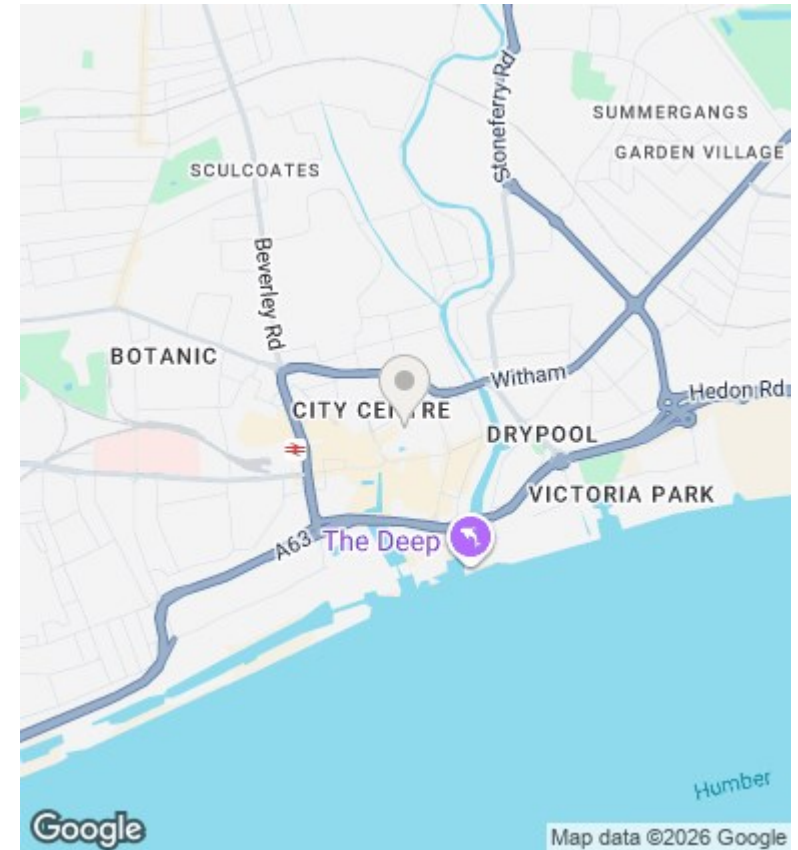 Stoneferry Rd
SUMMERGANGS
GARDEN VILLAGE
SCULCOATES
Beverley Rd
BOTANIC
Witham
Hedon Rd
CITY CENTRE
DRYPOOL
VICTORIA PARK
A63
The Deep
Humber
Google
Map data ©2026 Google